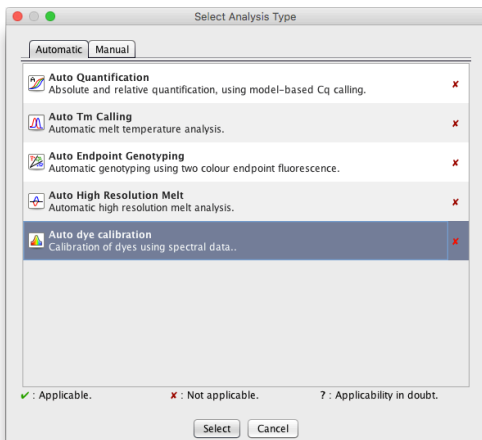 Select Analysis Type
Automatic Manual
Auto Quantification
Absolute and relative quantification, using model-based Cq calling. ✘
Auto Tm Calling
Automatic melt temperature analysis. ✘
Auto Endpoint Genotyping
Automatic genotyping using two colour endpoint fluorescence. ✘
Auto High Resolution Melt
Automatic high resolution melt analysis. ✘
Auto dye calibration
Calibration of dyes using spectral data.. ✘
✔ : Applicable. ✘ : Not applicable. ? : Applicability in doubt.
Select Cancel